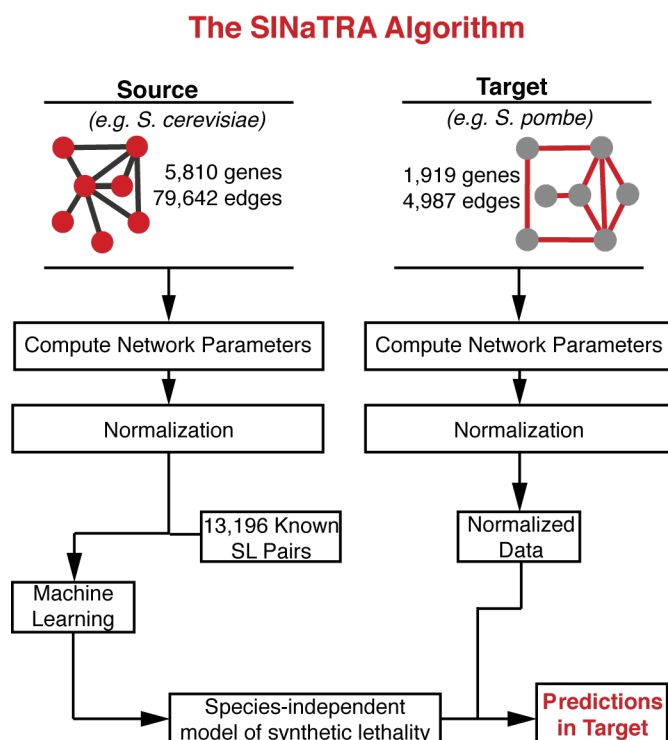 The SINaTRA Algorithm
Source
(e.g. S. cerevisiae)
5,810 genes
79,642 edges
Target
(e.g. S. pombe)
1,919 genes
4,987 edges
Compute Network Parameters
Compute Network Parameters
Normalization
Normalization
13,196 Known
SL Pairs
Normalized
Data
Machine
Learning
Species-independent
model of synthetic lethality
Predictions
in Target